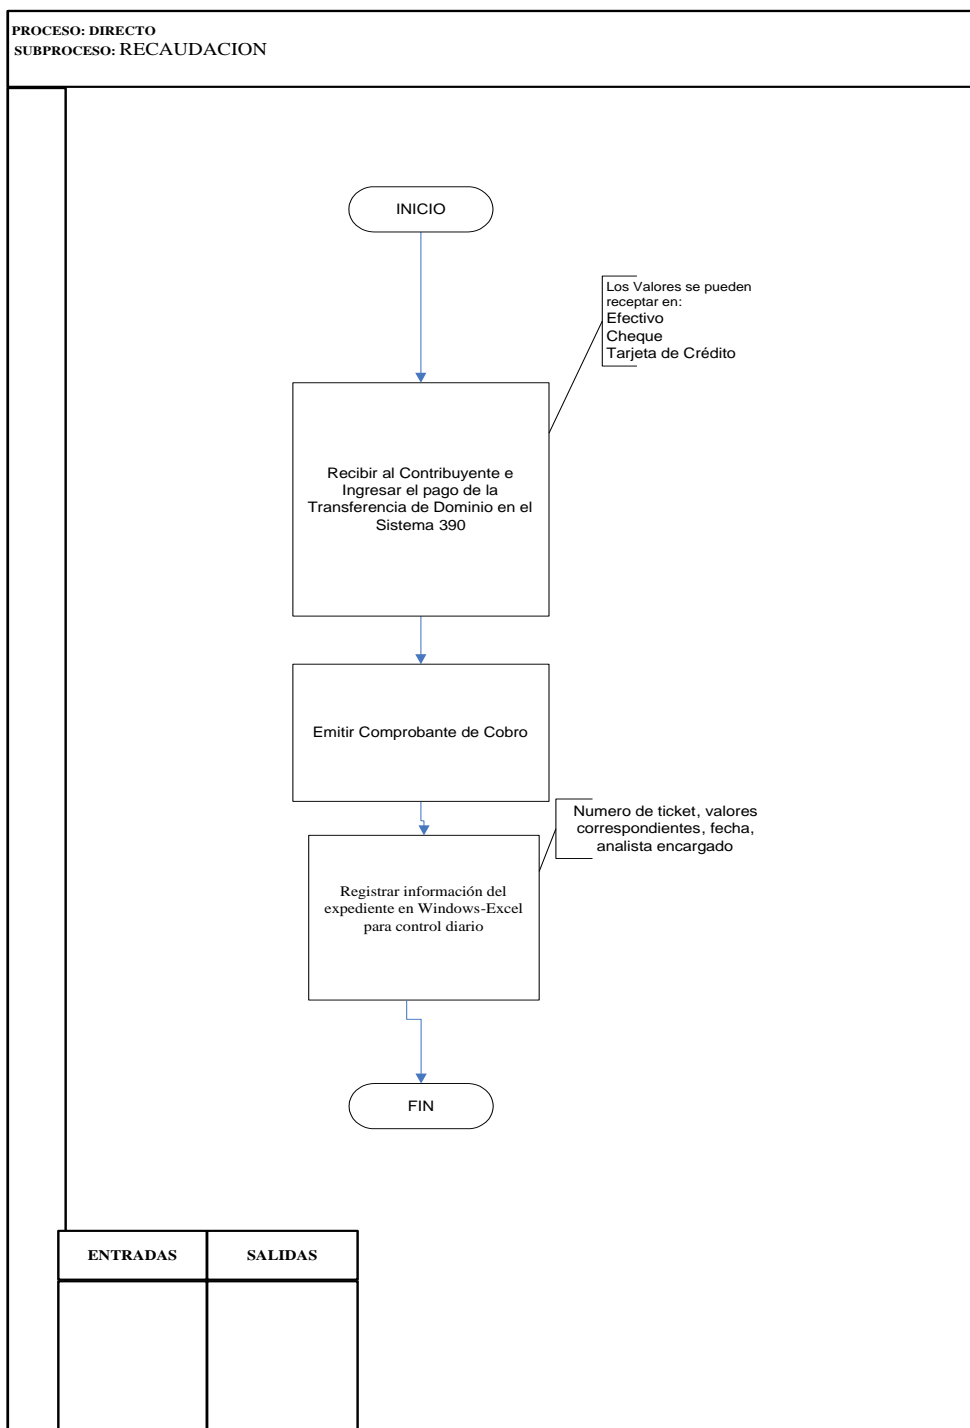 PROCESO: DIRECTO
SUBPROCESO: RECAUDACION
INICIO
Los Valores se pueden
receptar en:
Efectivo
Cheque
Tarjeta de Crédito
Recibir al Contribuyente e
Ingresar el pago de la
Transferencia de Dominio en el
Sistema 390
Emitir Comprobante de Cobro
Numero de ticket, valores
correspondientes, fecha,
analista encargado
Registrar información del
expediente en Windows-Excel
para control diario
FIN
ENTRADAS SALIDAS